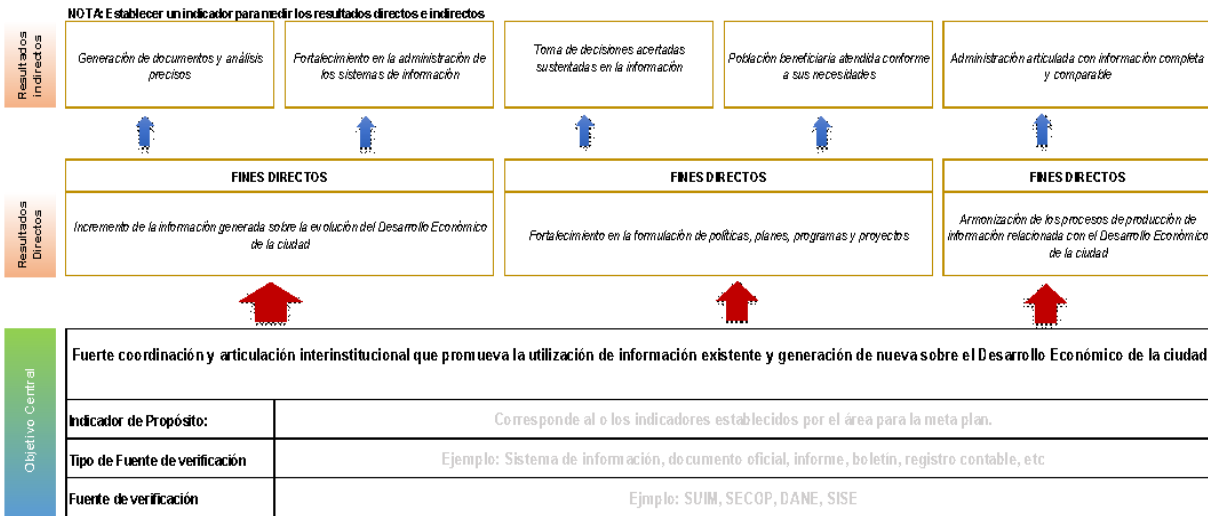 NOTA: Establecer un indicador para medir los resultados directos e indirectos
Resultados
indirectos
Generación de documentos y análisis
precisos
Fortalecimiento en la administración de
los sistemas de información
Toma de decisiones acertadas
sustentadas en la información
Población beneficiaria atendida conforme
a sus necesidades
Administración articulada con información completa
y comparable
Resultados
Directos
FINES DIRECTOS
Incremento de la información generada sobre la evolución del Desarrollo Económico
de la ciudad
FINES DIRECTOS
Fortalecimiento en la formulación de políticas, planes, programas y proyectos
FINES DIRECTOS
Armonización de los procesos de producción de
información relacionada con el Desarrollo Económico
de la ciudad
Objetivo Central
Fuerte coordinación y articulación interinstitucional que promueva la utilización de información existente y generación de nueva sobre el Desarrollo Económico de la ciudad
Indicador de Propósito:
Corresponde al o los indicadores establecidos por el área para la meta plan.
Tipo de Fuente de verificación
Ejemplo: Sistema de información, documento oficial, informe, boletín, registro contable, etc
Fuente de verificación
Ejmplo: SUIM, SECOP, DANE, SISE